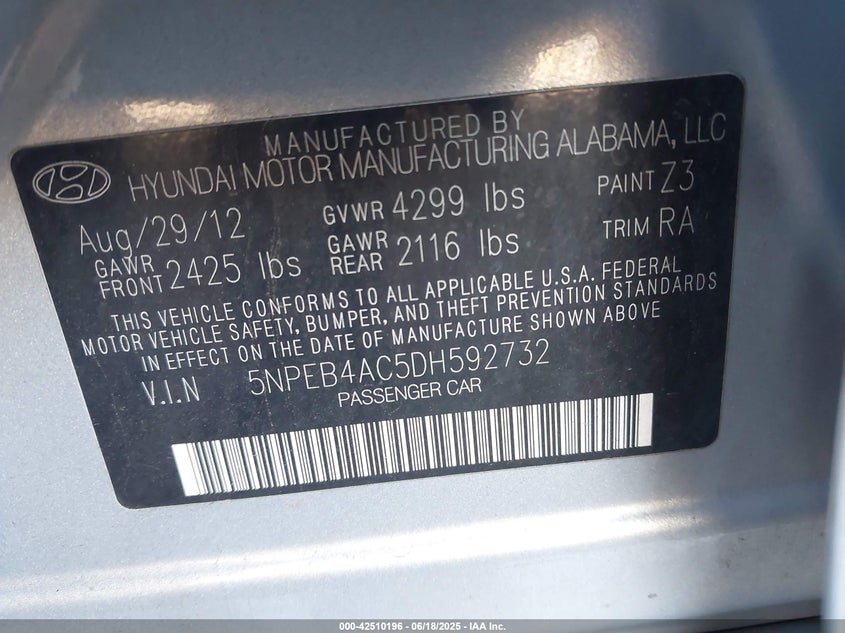 MANUFACTURED BY
HYUNDAI MOTOR MANUFACTURING ALABAMA, LLC
Aug/29/12 GVWR 4299 lbs PAINT Z3
GAWR FRONT 2425 lbs GAWR REAR 2116 lbs TRIM RA
THIS VEHICLE CONFORMS TO ALL APPLICABLE U.S.A. FEDERAL
MOTOR VEHICLE SAFETY, BUMPER, AND THEFT PREVENTION STANDARDS
IN EFFECT ON THE DATE OF MANUFACTURE SHOWN ABOVE
V.I.N 5NPEB4AC5DH592732
PASSENGER CAR
000-42510196 - 06/18/2025 - IAA Inc.